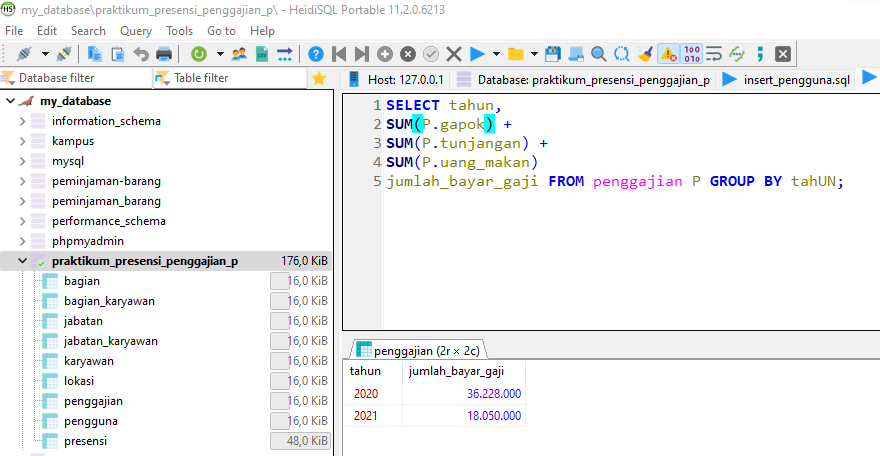 my_database\praktikum_presensi_penggajian_p\ - HeidiSQL Portable 11.2.0.6213
File Edit Search Query Tools Go to Help
Database filter Table filter
Host: 127.0.0.1 Database: praktikum_presensi_penggajian_p insert_pengguna.sql
my_database
information_schema
kampus
mysql
peminjaman-barang
peminjaman_barang
performance_schema
phpmyadmin
praktikum_presensi_penggajian_p 176,0 KiB
bagian 16,0 KiB
bagian_karyawan 16,0 KiB
jabatan 16,0 KiB
jabatan_karyawan 16,0 KiB
karyawan 16,0 KiB
lokasi 16,0 KiB
penggajian 16,0 KiB
pengguna 16,0 KiB
presensi 48,0 KiB
1 SELECT tahun,
2 SUM(P.gapok) +
3 SUM(P.tunjangan) +
4 SUM(P.uang_makan)
5 jumlah_bayar_gaji FROM penggajian P GROUP BY tahUN;
penggajian (2r × 2c)
tahun jumlah_bayar_gaji
2020 36.228.000
2021 18.050.000